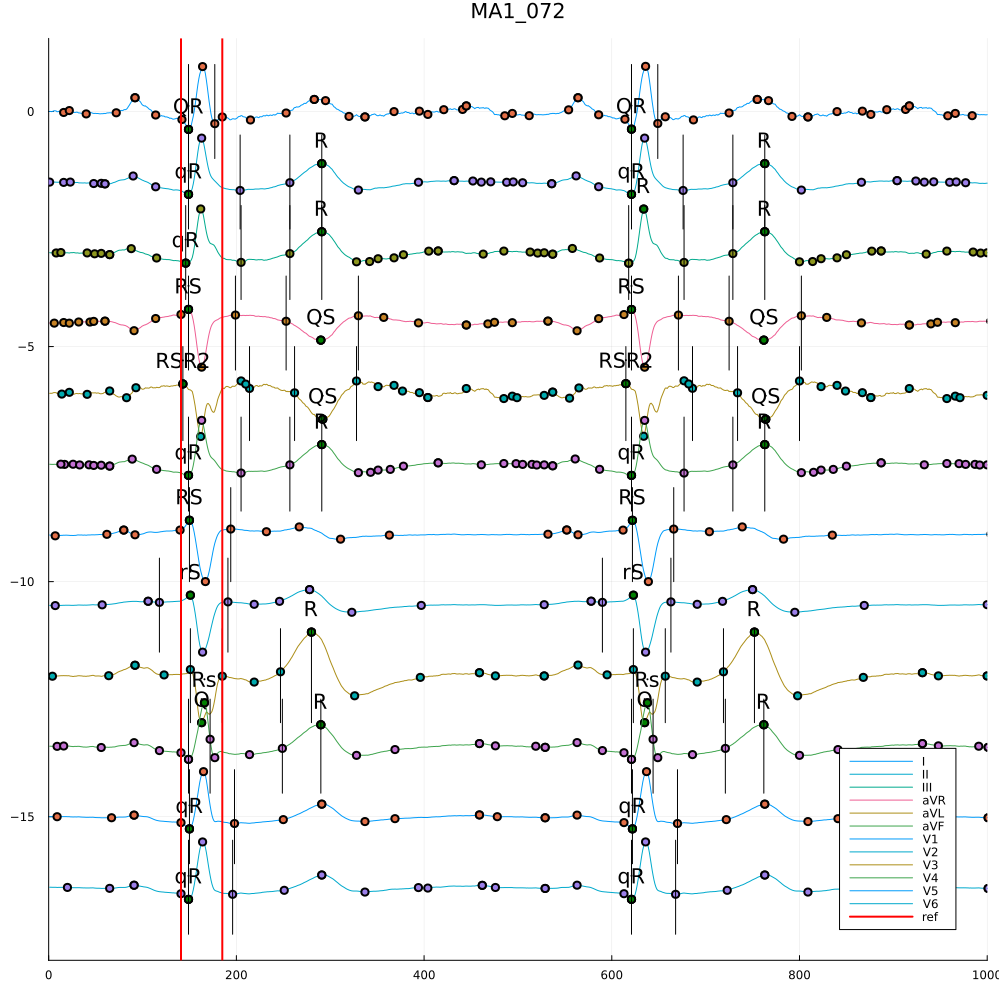 MA1_072
QR QR
R R
qR qR R
R R
qR
RS RS
QS QS
RSR2 RSR2
QS QS
R R
qR qR
RS RS
rS rS
R R
Rs Rs
Q Q
R R
qR qR
qR qR
0
−5
−10
−15
0 200 400 600 800 1000
I
II
III
aVR
aVL
aVF
V1
V2
V3
V4
V5
V6
ref